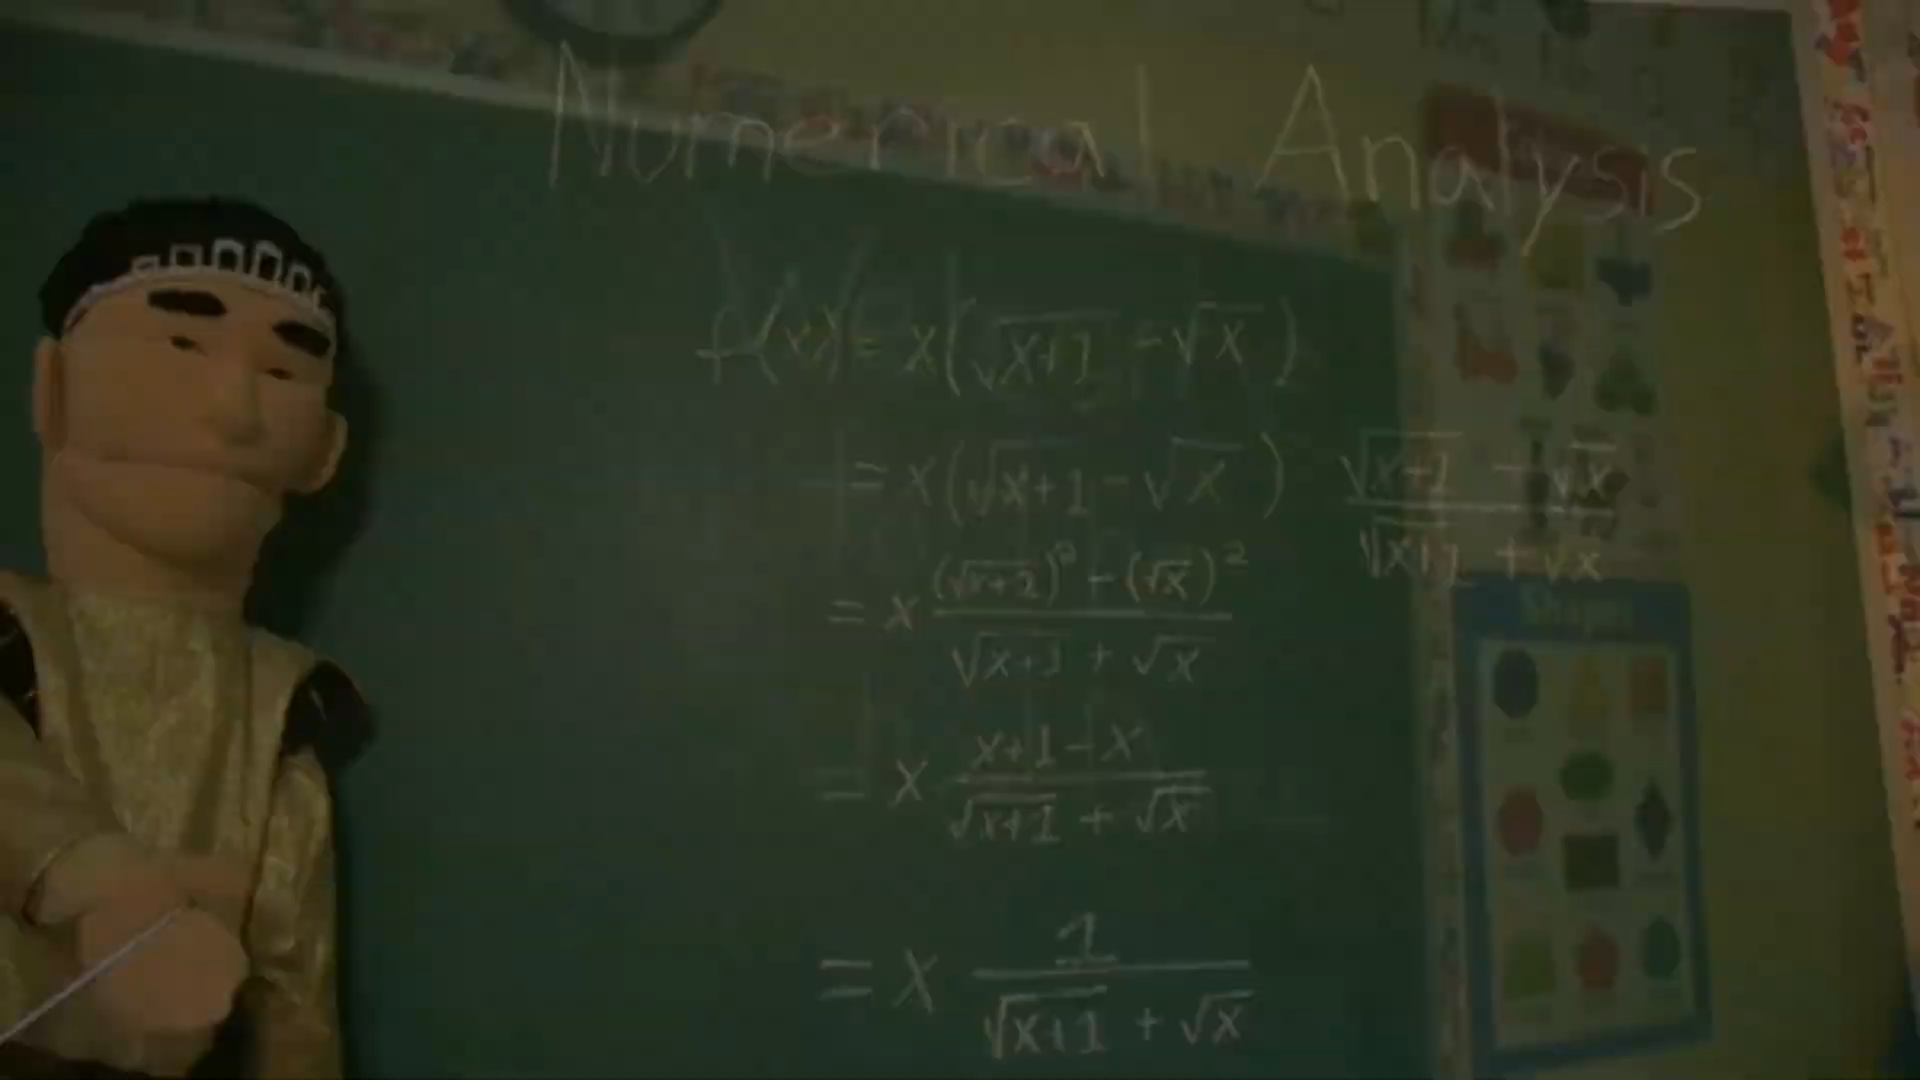 Numerical Analysis
f(x) = x(√x+1 - √x)
= x(√x+1 - √x) (√x+1 - √x)/(√x+1 + √x)
= x ((√x+1)² - (√x)²)/(√x+1 + √x)
= x (x+1-x)/(√x+1 + √x)
= x 1/(√x+1 + √x)